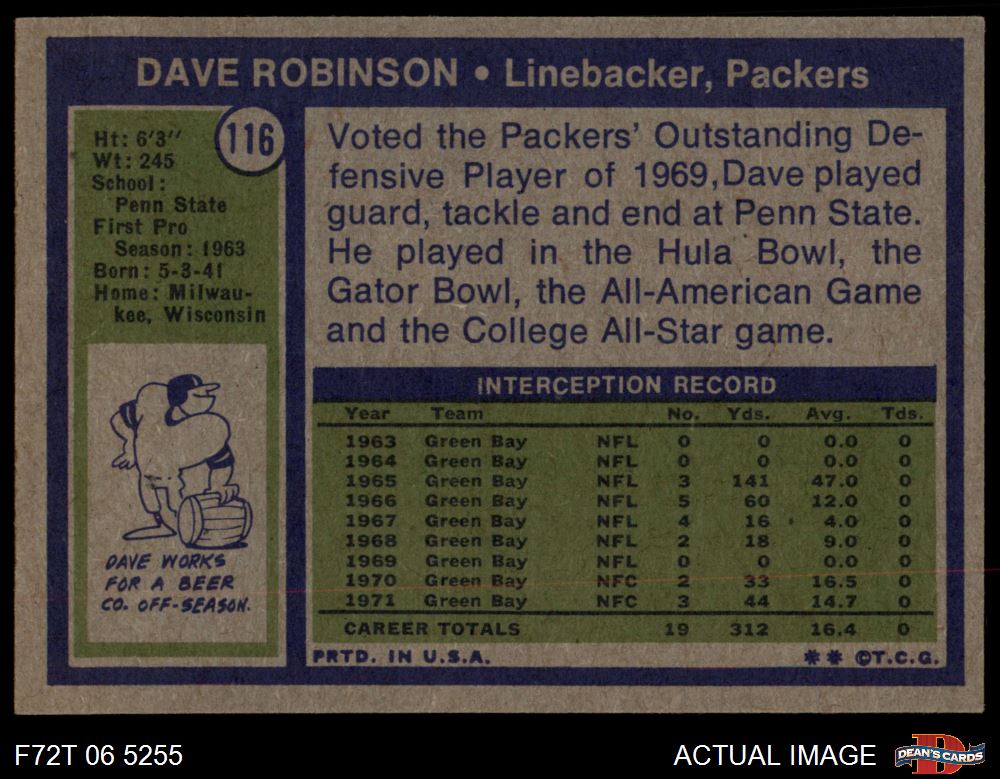 DAVE ROBINSON • Linebacker, Packers
116
Ht: 6'3"
Wt: 245
School:
Penn State
First Pro
Season: 1963
Born: 5-3-41
Home: Milwau-
kee, Wisconsin
DAVE WORKS
FOR A BEER
CO. OFF-SEASON.
Voted the Packers' Outstanding De-
fensive Player of 1969, Dave played
guard, tackle and end at Penn State.
He played in the Hula Bowl, the
Gator Bowl, the All-American Game
and the College All-Star game.
INTERCEPTION RECORD
Year Team No. Yds. Avg. Tds.
1963 Green Bay NFL 0 0 0.0 0
1964 Green Bay NFL 0 0 0.0 0
1965 Green Bay NFL 3 141 47.0 0
1966 Green Bay NFL 5 60 12.0 0
1967 Green Bay NFL 4 16 4.0 0
1968 Green Bay NFL 2 18 9.0 0
1969 Green Bay NFL 0 0 0.0 0
1970 Green Bay NFC 2 33 16.5 0
1971 Green Bay NFC 3 44 14.7 0
CAREER TOTALS 19 312 16.4 0
PRTD. IN U.S.A. ** ©T.C.G.
F72T 06 5255 ACTUAL IMAGE D DEAN'S CARDS